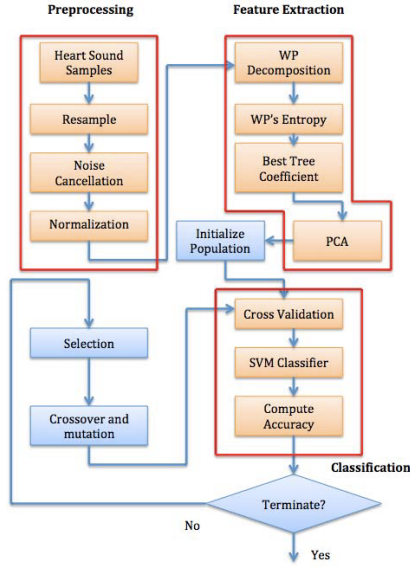 Preprocessing
Feature Extraction
Heart Sound
Samples
Resample
Noise
Cancellation
Normalization
WP
Decomposition
WP's Entropy
Best Tree
Coefficient
PCA
Initialize
Population
Cross Validation
SVM Classifier
Compute
Accuracy
Classification
Selection
Crossover and
mutation
Terminate?
No
Yes